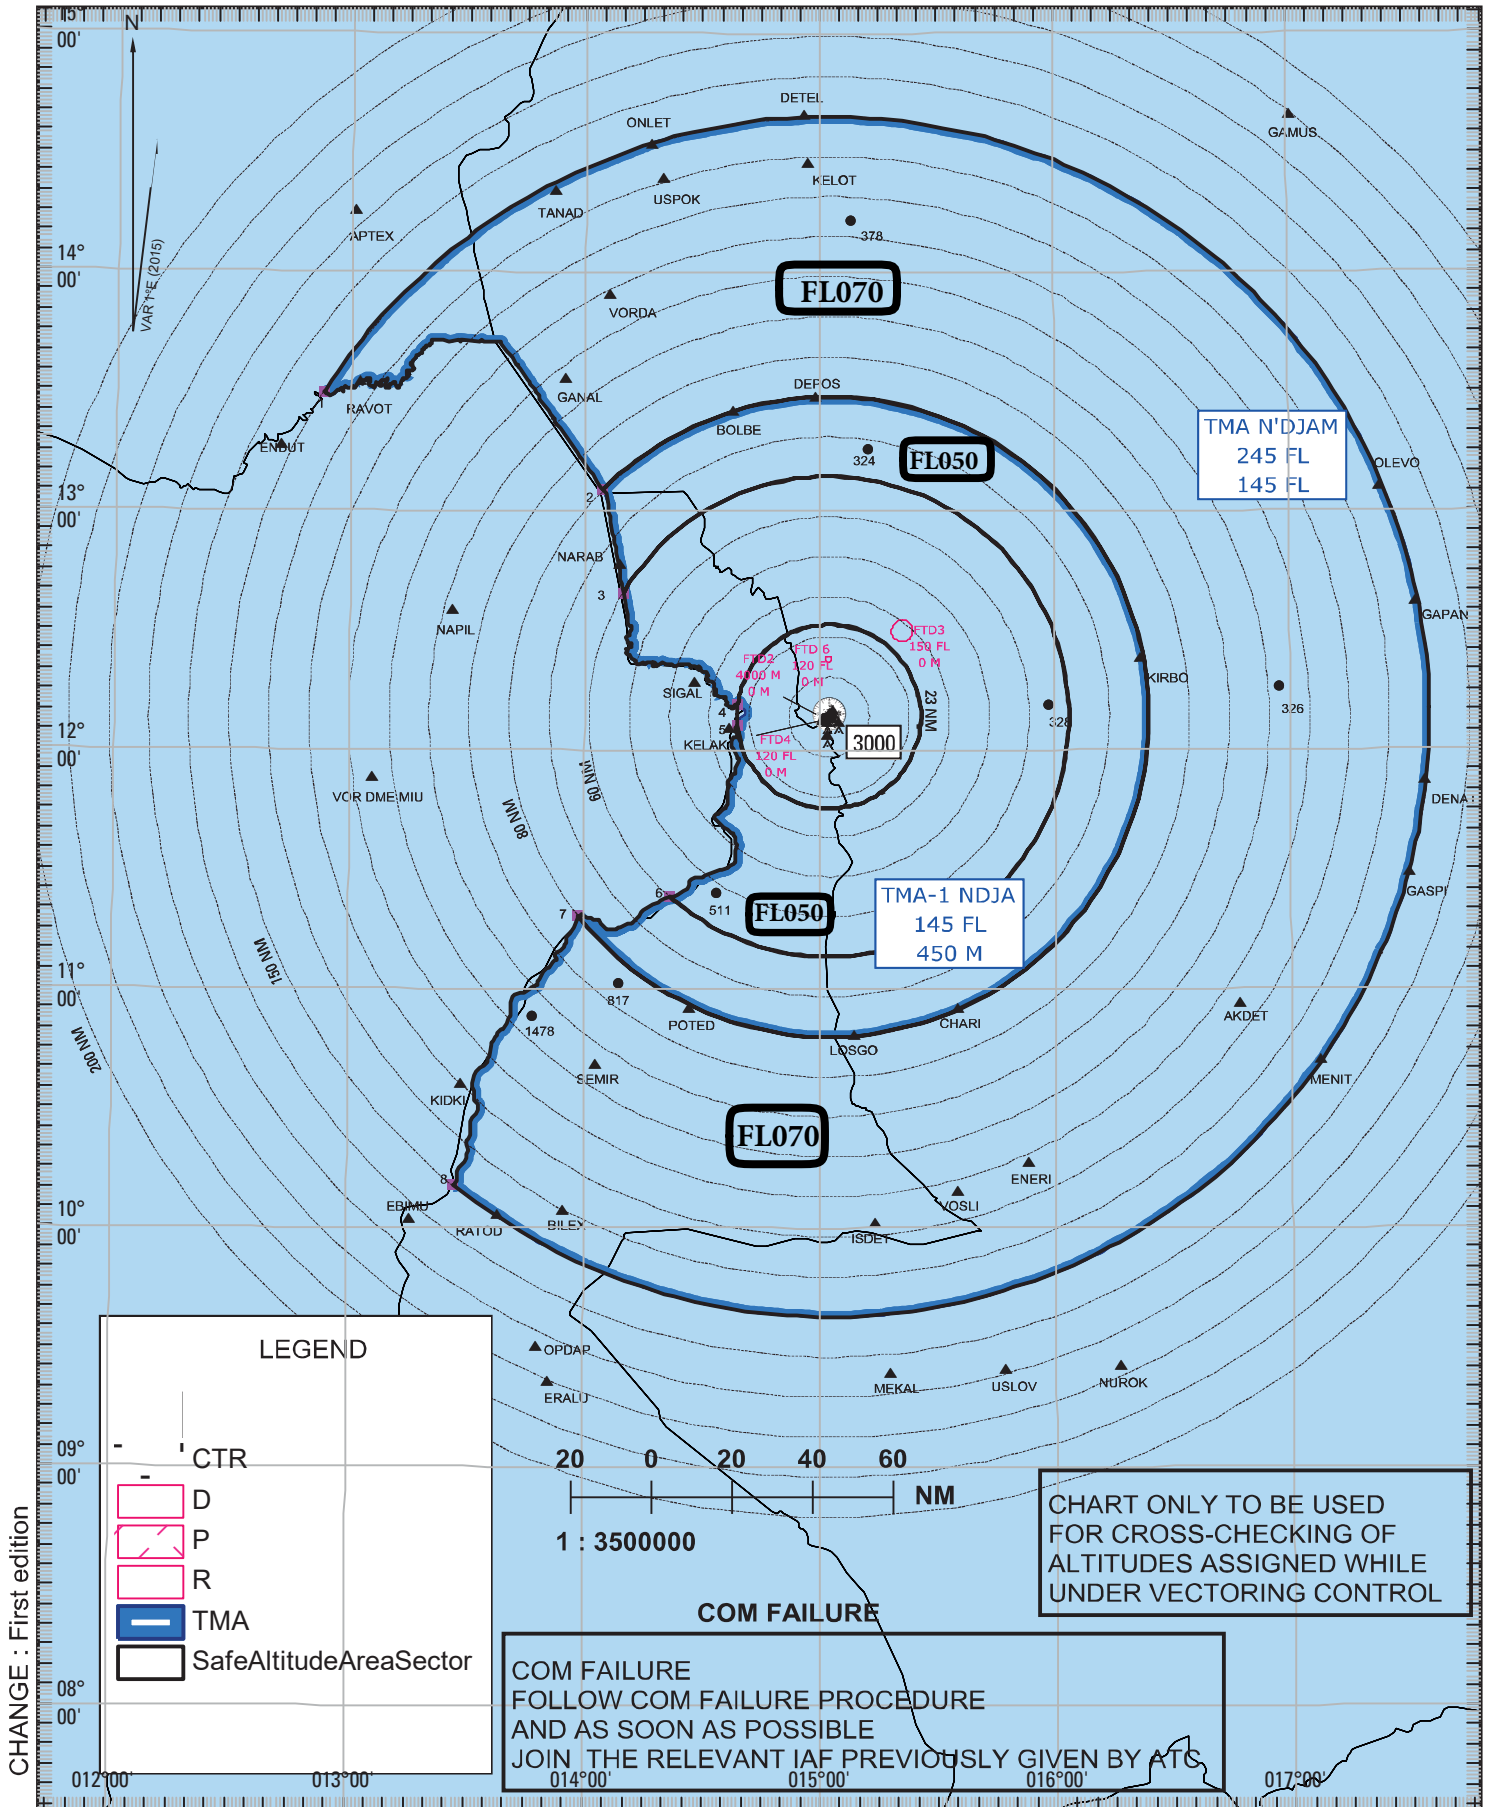 15°
00'
N
VAR 1°E (2015)
DETEL
ONLET
GAMUS
KELOT
USPOK
TANAD
APTEX
378
14°
00'
FL070
VORDA
GANAL
DEPOS
RAVOT
BOLBE
TMA N'DJAM
245 FL
145 FL
ENDUT
324
FL050
OLEVO
13°
00'
2
NARAB
3
GAPAN
NAPIL
FTD3
150 FL
0 M
FTD 6
120 FL
0 M
P
FTD2
4000 M
0 M
KIRBO
SIGAL
23 NM
326
328
4
5
KELAK
3000
12°
00'
FTD4
120 FL
0 M
VOR DME MIU
60 NM
80 NM
DENA
GASPI
6
7
511
FL050
TMA-1 NDJA
145 FL
450 M
150 NM
11°
00'
817
1478
POTED
CHARI
AKDET
LOSGO
200 NM
SEMIR
MENIT
KIDKI
FL070
8
ENERI
VOSLI
10°
00'
EBIMU
RATUD
BILEX
ISDET
LEGEND
OPDAP
ERALU
MEKAL
USLOV
NUROK
09°
00'
CTR
D
P
R
TMA
SafeAltitudeAreaSector
20 0 20 40 60
NM
1 : 3500000
CHART ONLY TO BE USED
FOR CROSS-CHECKING OF
ALTITUDES ASSIGNED WHILE
UNDER VECTORING CONTROL
COM FAILURE
COM FAILURE
FOLLOW COM FAILURE PROCEDURE
AND AS SOON AS POSSIBLE
JOIN THE RELEVANT IAF PREVIOUSLY GIVEN BY ATC
08°
00'
012°00' 013°00' 014°00' 015°00' 016°00' 017°00'
CHANGE : First edition